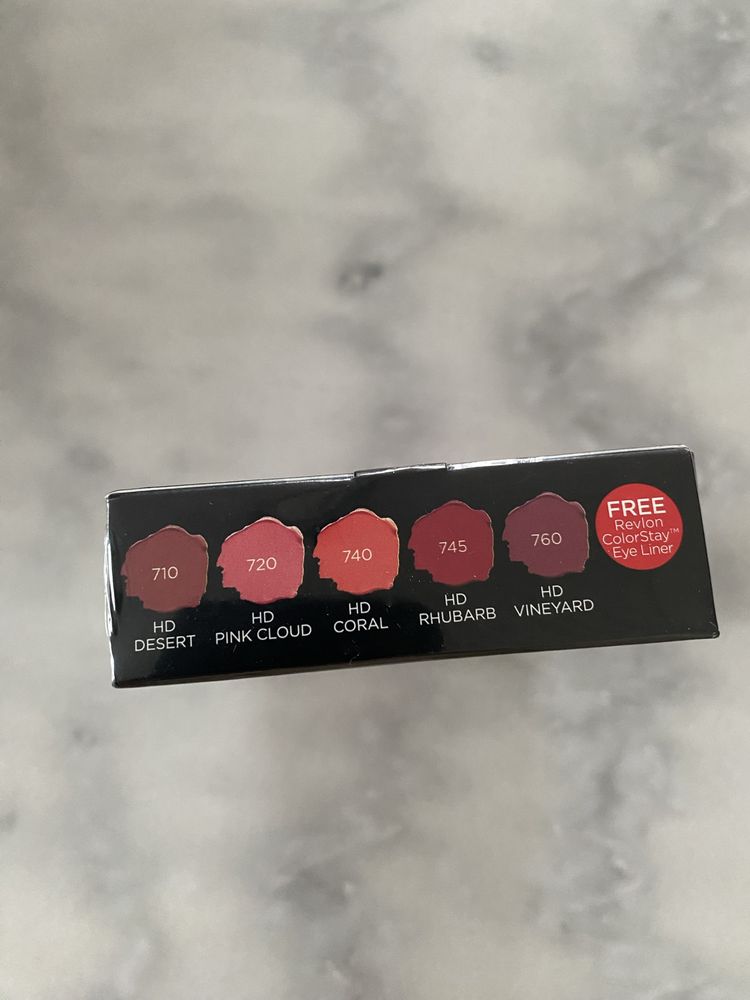 710
HD
DESERT
720
HD
PINK CLOUD
740
HD
CORAL
745
HD
RHUBARB
760
HD
VINEYARD
FREE
Revlon
ColorStay™
Eye Liner